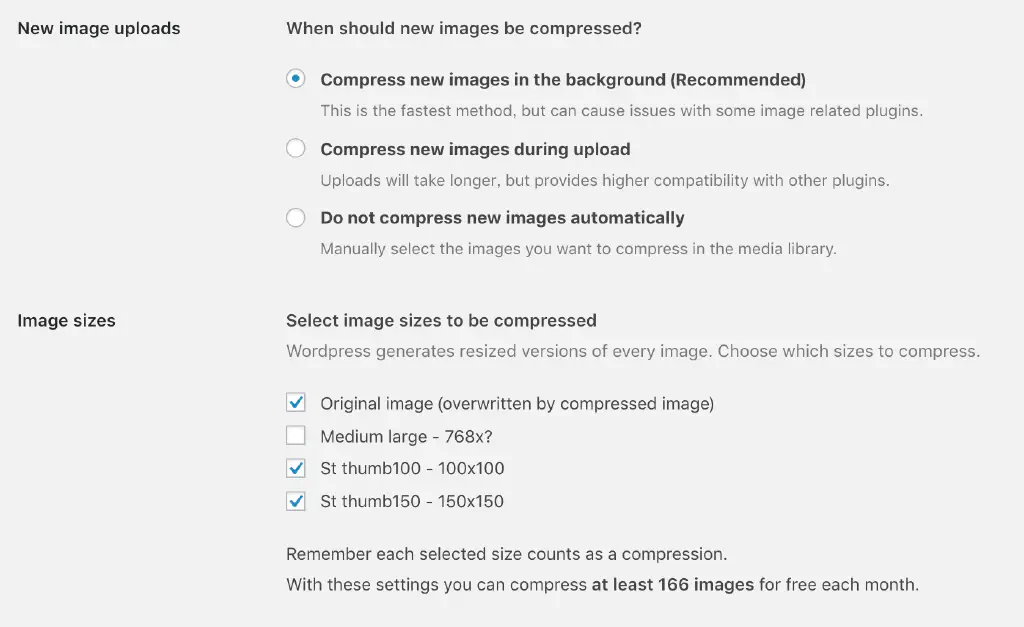 New image uploads
When should new images be compressed?
Compress new images in the background (Recommended)
This is the fastest method, but can cause issues with some image related plugins.
Compress new images during upload
Uploads will take longer, but provides higher compatibility with other plugins.
Do not compress new images automatically
Manually select the images you want to compress in the media library.
Image sizes
Select image sizes to be compressed
Wordpress generates resized versions of every image. Choose which sizes to compress.
Original image (overwritten by compressed image)
Medium large - 768x?
St thumb100 - 100x100
St thumb150 - 150x150
Remember each selected size counts as a compression.
With these settings you can compress at least 166 images for free each month.